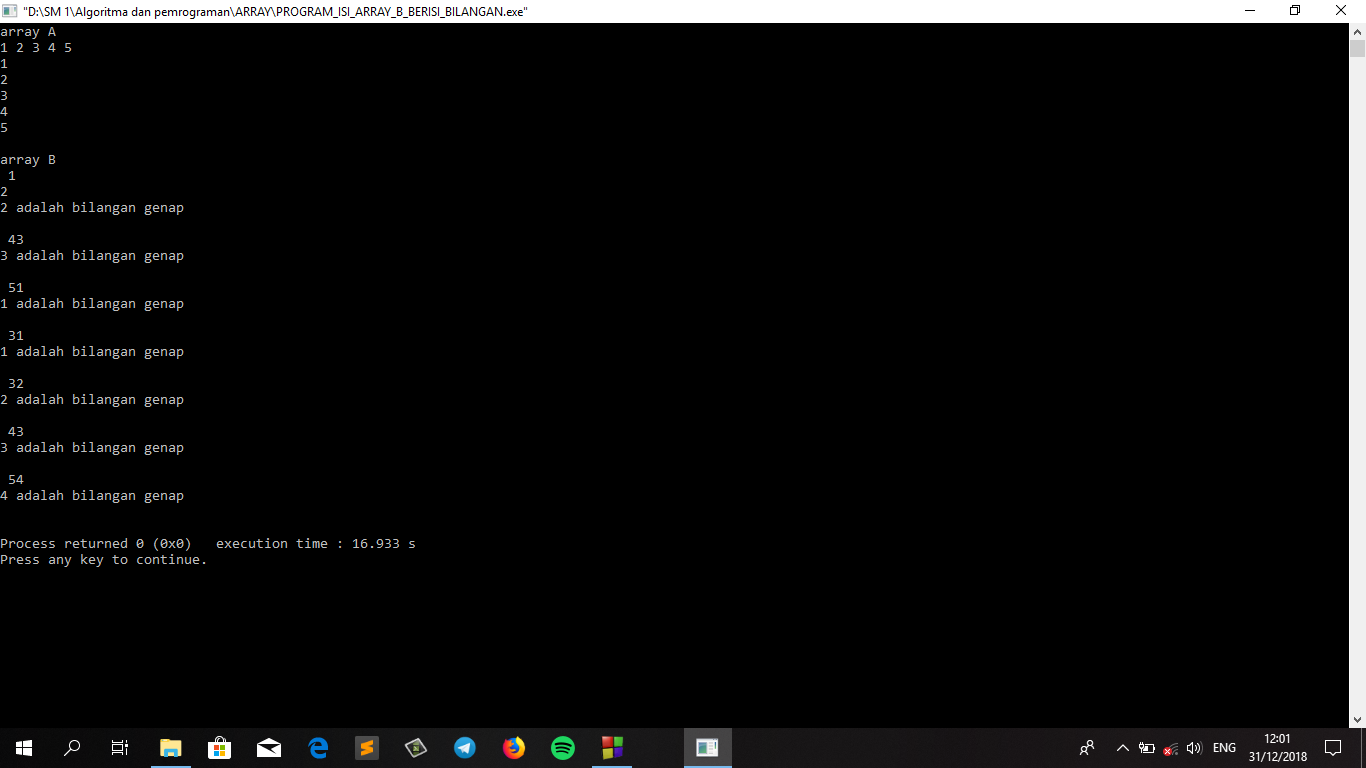 "D:\SM 1\Algoritma dan pemrograman\ARRAY\PROGRAM_ISI_ARRAY_B_BERISI_BILANGAN.exe"
array A
1 2 3 4 5
1
2
3
4
5
array B
1
2
2 adalah bilangan genap
43
3 adalah bilangan genap
51
1 adalah bilangan genap
31
1 adalah bilangan genap
32
2 adalah bilangan genap
43
3 adalah bilangan genap
54
4 adalah bilangan genap
Process returned 0 (0x0)   execution time : 16.933 s
Press any key to continue.
ENG
12:01
31/12/2018